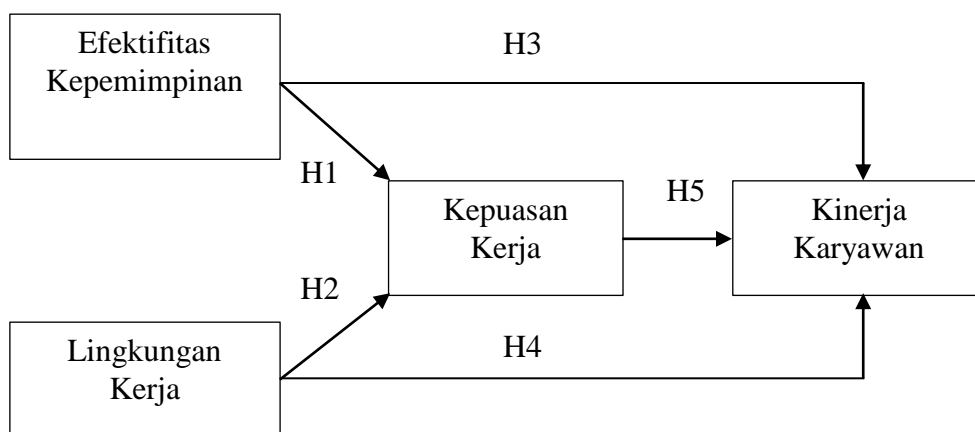 Efektifitas
Kepemimpinan
H3
H1
Kepuasan
Kerja
H5
Kinerja
Karyawan
H2
Lingkungan
Kerja
H4